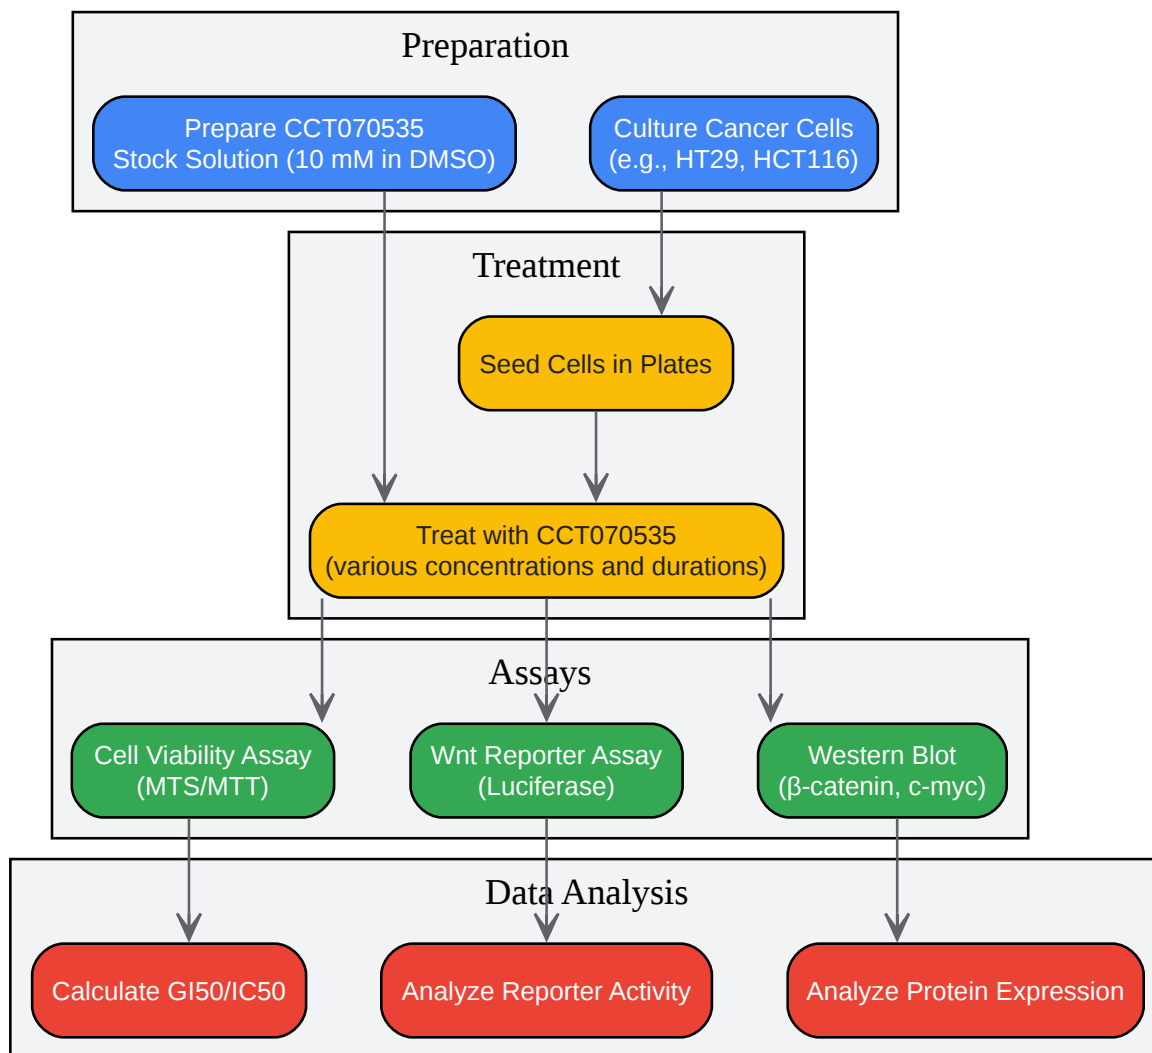 Preparation
Prepare CCT070535
Stock Solution (10 mM in DMSO)
Culture Cancer Cells
(e.g., HT29, HCT116)
Treatment
Seed Cells in Plates
Treat with CCT070535
(various concentrations and durations)
Assays
Cell Viability Assay
(MTS/MTT)
Wnt Reporter Assay
(Luciferase)
Western Blot
(β-catenin, c-myc)
Data Analysis
Calculate GI50/IC50
Analyze Reporter Activity
Analyze Protein Expression